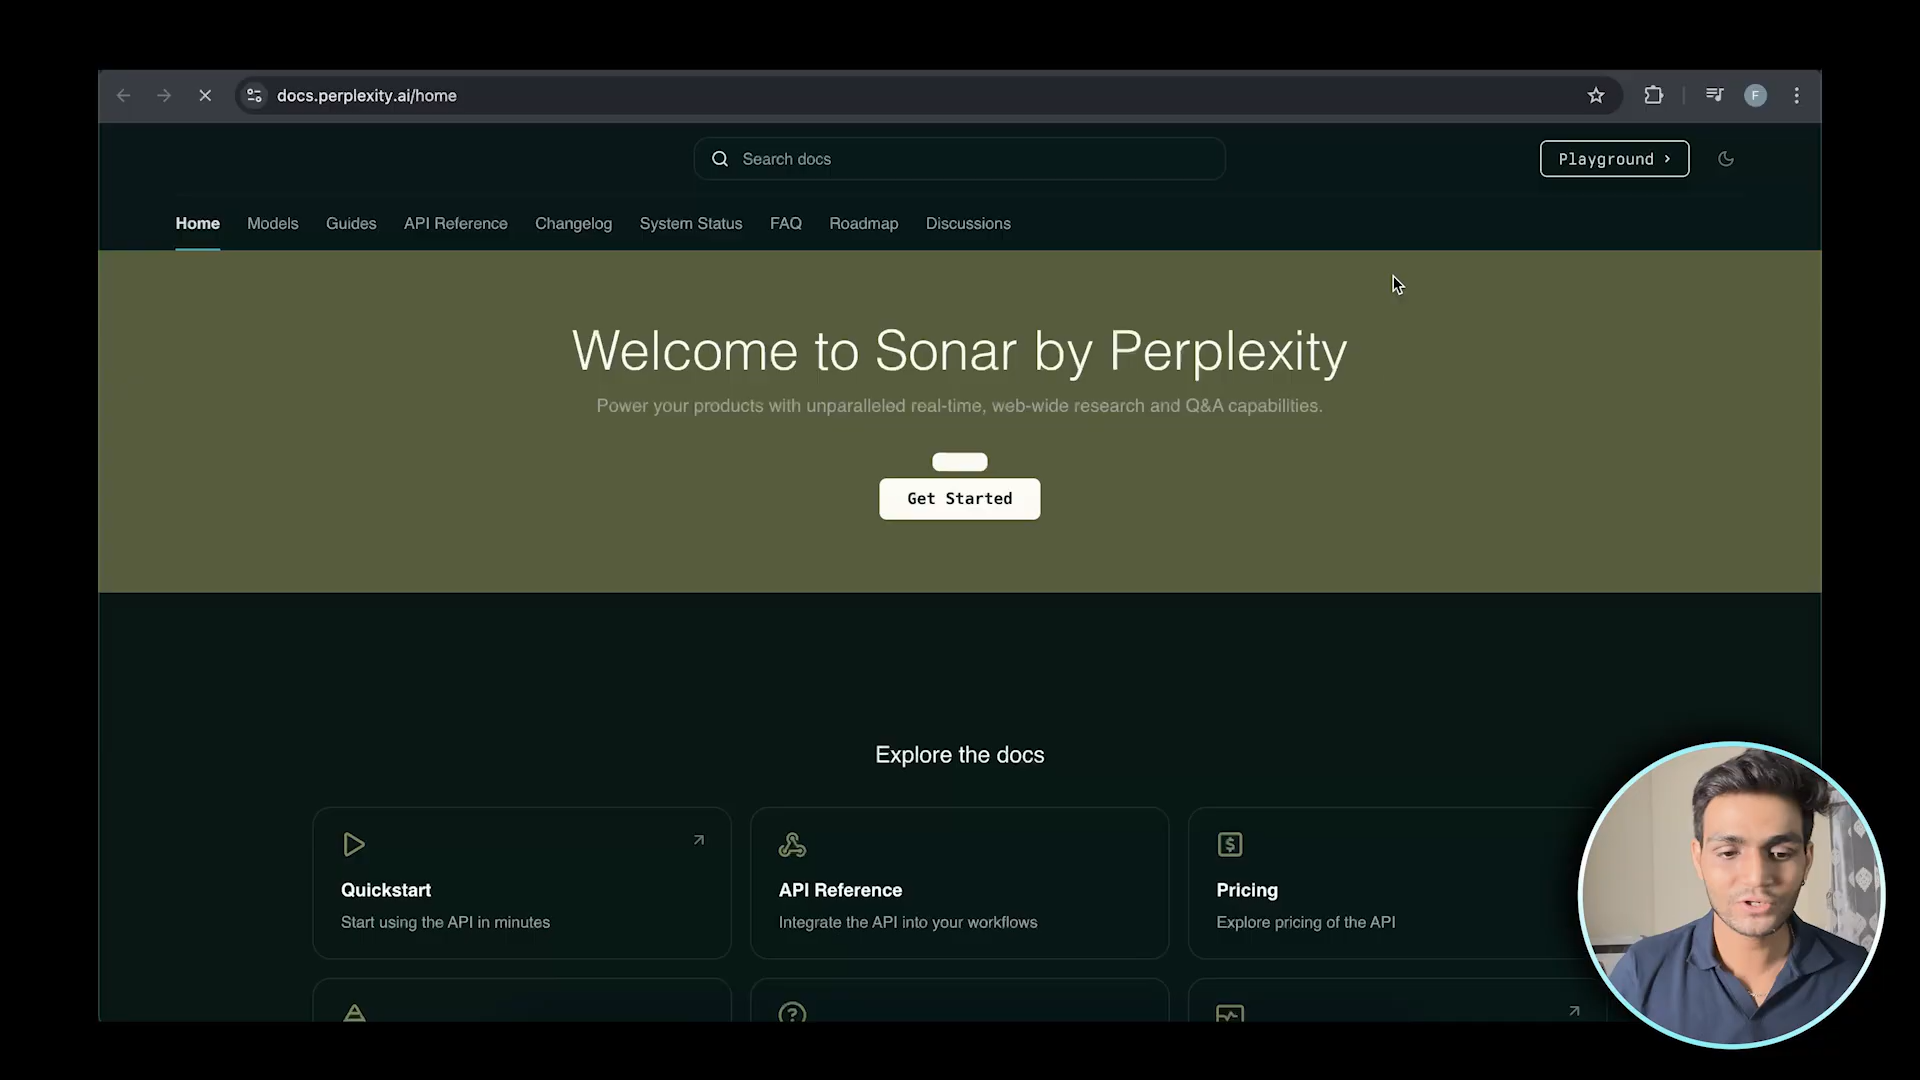 docs.perplexity.ai/home
F
Search docs
Playground ›
Home Models Guides API Reference Changelog System Status FAQ Roadmap Discussions
Welcome to Sonar by Perplexity
Power your products with unparalleled real-time, web-wide research and Q&A capabilities.
Get Started
Explore the docs
Quickstart
Start using the API in minutes
API Reference
Integrate the API into your workflows
Pricing
Explore pricing of the API